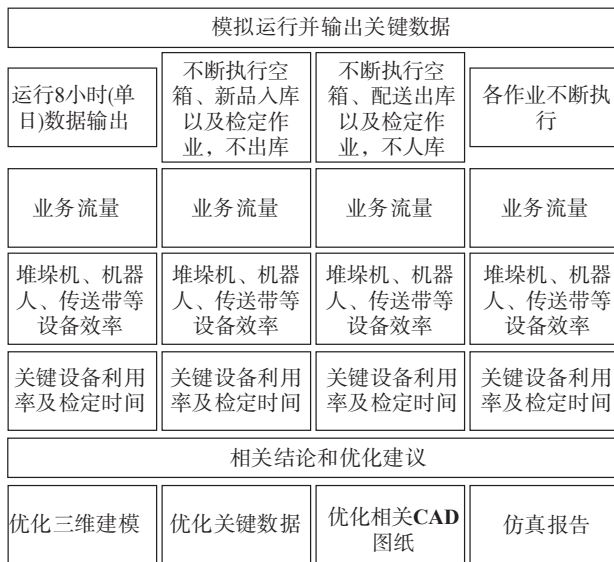 模拟运行并输出关键数据
运行8小时(单
日)数据输出
不断执行空
箱、新品入库
以及检定作
业，不出库
不断执行空
箱、配送出库
以及检定作
业，不人库
各作业不断执
行
业务流量
业务流量
业务流量
业务流量
堆垛机、机器
人、传送带等
设备效率
堆垛机、机器
人、传送带等
设备效率
堆垛机、机器
人、传送带等
设备效率
堆垛机、机器
人、传送带等
设备效率
关键设备利用
率及检定时间
关键设备利用
率及检定时间
关键设备利用
率及检定时间
关键设备利用
率及检定时间
相关结论和优化建议
优化三维建模
优化关键数据
优化相关CAD
图纸
仿真报告